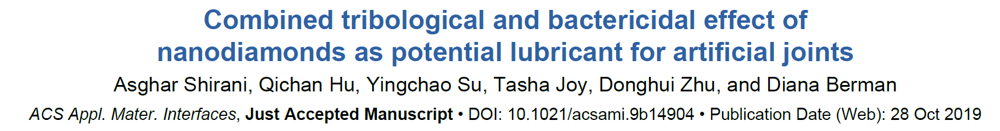 Combined tribological and bactericidal effect of
nanodiamonds as potential lubricant for artificial joints
Asghar Shirani, Qichan Hu, Yingchao Su, Tasha Joy, Donghui Zhu, and Diana Berman
ACS Appl. Mater. Interfaces, Just Accepted Manuscript • DOI: 10.1021/acsami.9b14904 • Publication Date (Web): 28 Oct 2019